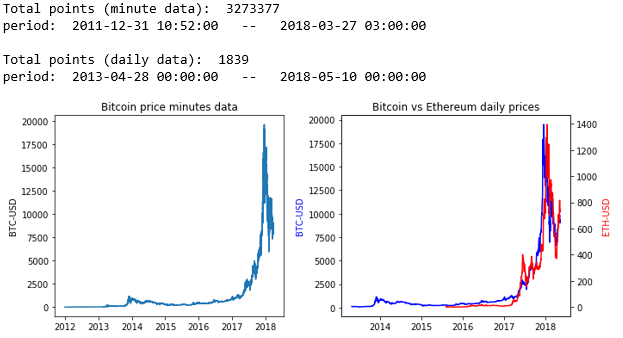 Total points (minute data):  3273377
period:  2011-12-31 10:52:00   --   2018-03-27 03:00:00
Total points (daily data):  1839
period:  2013-04-28 00:00:00   --   2018-05-10 00:00:00
Bitcoin price minutes data
BTC-USD
20000
17500
15000
12500
10000
7500
5000
2500
0
2012 2013 2014 2015 2016 2017 2018
Bitcoin vs Ethereum daily prices
BTC-USD
20000
17500
15000
12500
10000
7500
5000
2500
0
2014 2015 2016 2017 2018
1400
1200
1000
800
600
400
200
0
ETH-USD